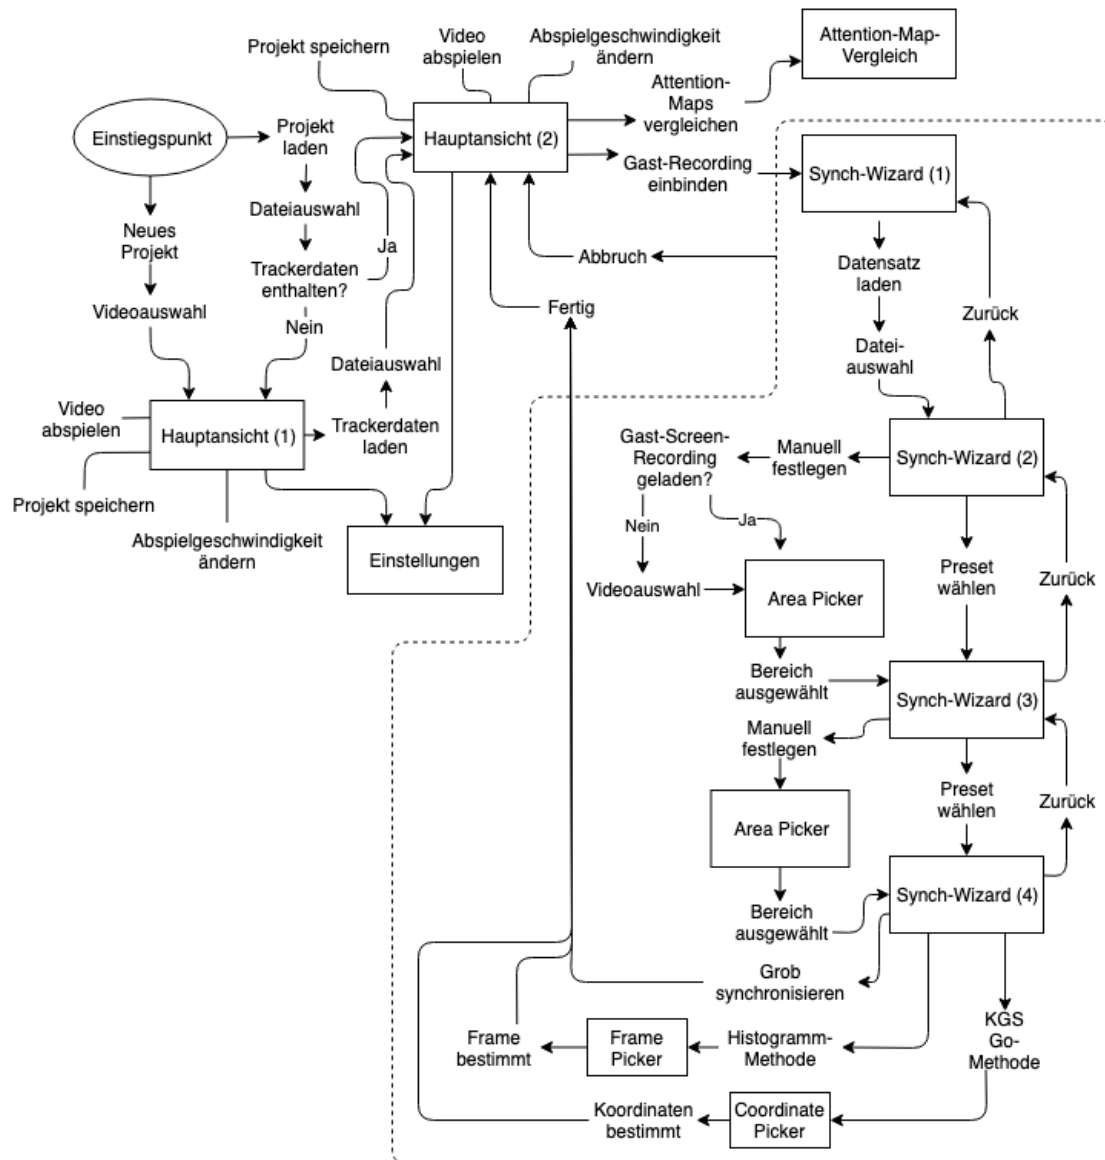 Projekt speichern
Video
abspielen
Abspielgeschwindigkeit
ändern
Attention-Map-
Vergleich
Attention-
Maps
vergleichen
Einstiegspunkt
Projekt
laden
Hauptansicht (2)
Gast-Recording
einbinden
Synch-Wizard (1)
Dateiauswahl
Neues
Projekt
Ja
Trackerdaten
enthalten?
Abbruch
Datensatz
laden
Videoauswahl
Nein
Fertig
Zurück
Datei-
auswahl
Dateiauswahl
Video
abspielen
Hauptansicht (1)
Trackerdaten
laden
Gast-Screen-
Recording
geladen?
Manuell
festlegen
Synch-Wizard (2)
Projekt speichern
Abspielgeschwindigkeit
ändern
Nein
Ja
Einstellungen
Videoauswahl
Area Picker
Preset
wählen
Zurück
Bereich
ausgewählt
Synch-Wizard (3)
Manuell
festlegen
Preset
wählen
Zurück
Area Picker
Synch-Wizard (4)
Bereich
ausgewählt
Grob
synchronisieren
KGS
Go-
Methode
Frame
bestimmt
Frame
Picker
Histogramm-
Methode
Koordinaten
bestimmt
Coordinate
Picker